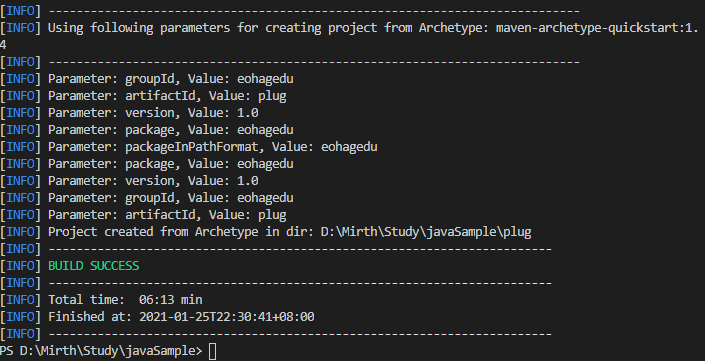 [INFO] ----------------------------------------------------------------------------
[INFO] Using following parameters for creating project from Archetype: maven-archetype-quickstart:1.
4
[INFO] ----------------------------------------------------------------------------
[INFO] Parameter: groupId, Value: eohagedu
[INFO] Parameter: artifactId, Value: plug
[INFO] Parameter: version, Value: 1.0
[INFO] Parameter: package, Value: eohagedu
[INFO] Parameter: packageInPathFormat, Value: eohagedu
[INFO] Parameter: package, Value: eohagedu
[INFO] Parameter: version, Value: 1.0
[INFO] Parameter: groupId, Value: eohagedu
[INFO] Parameter: artifactId, Value: plug
[INFO] Project created from Archetype in dir: D:\Mirth\Study\javaSample\plug
[INFO] ------------------------------------------------------------------------
[INFO] BUILD SUCCESS
[INFO] ------------------------------------------------------------------------
[INFO] Total time:  06:13 min
[INFO] Finished at: 2021-01-25T22:30:41+08:00
[INFO] ------------------------------------------------------------------------
PS D:\Mirth\Study\javaSample>